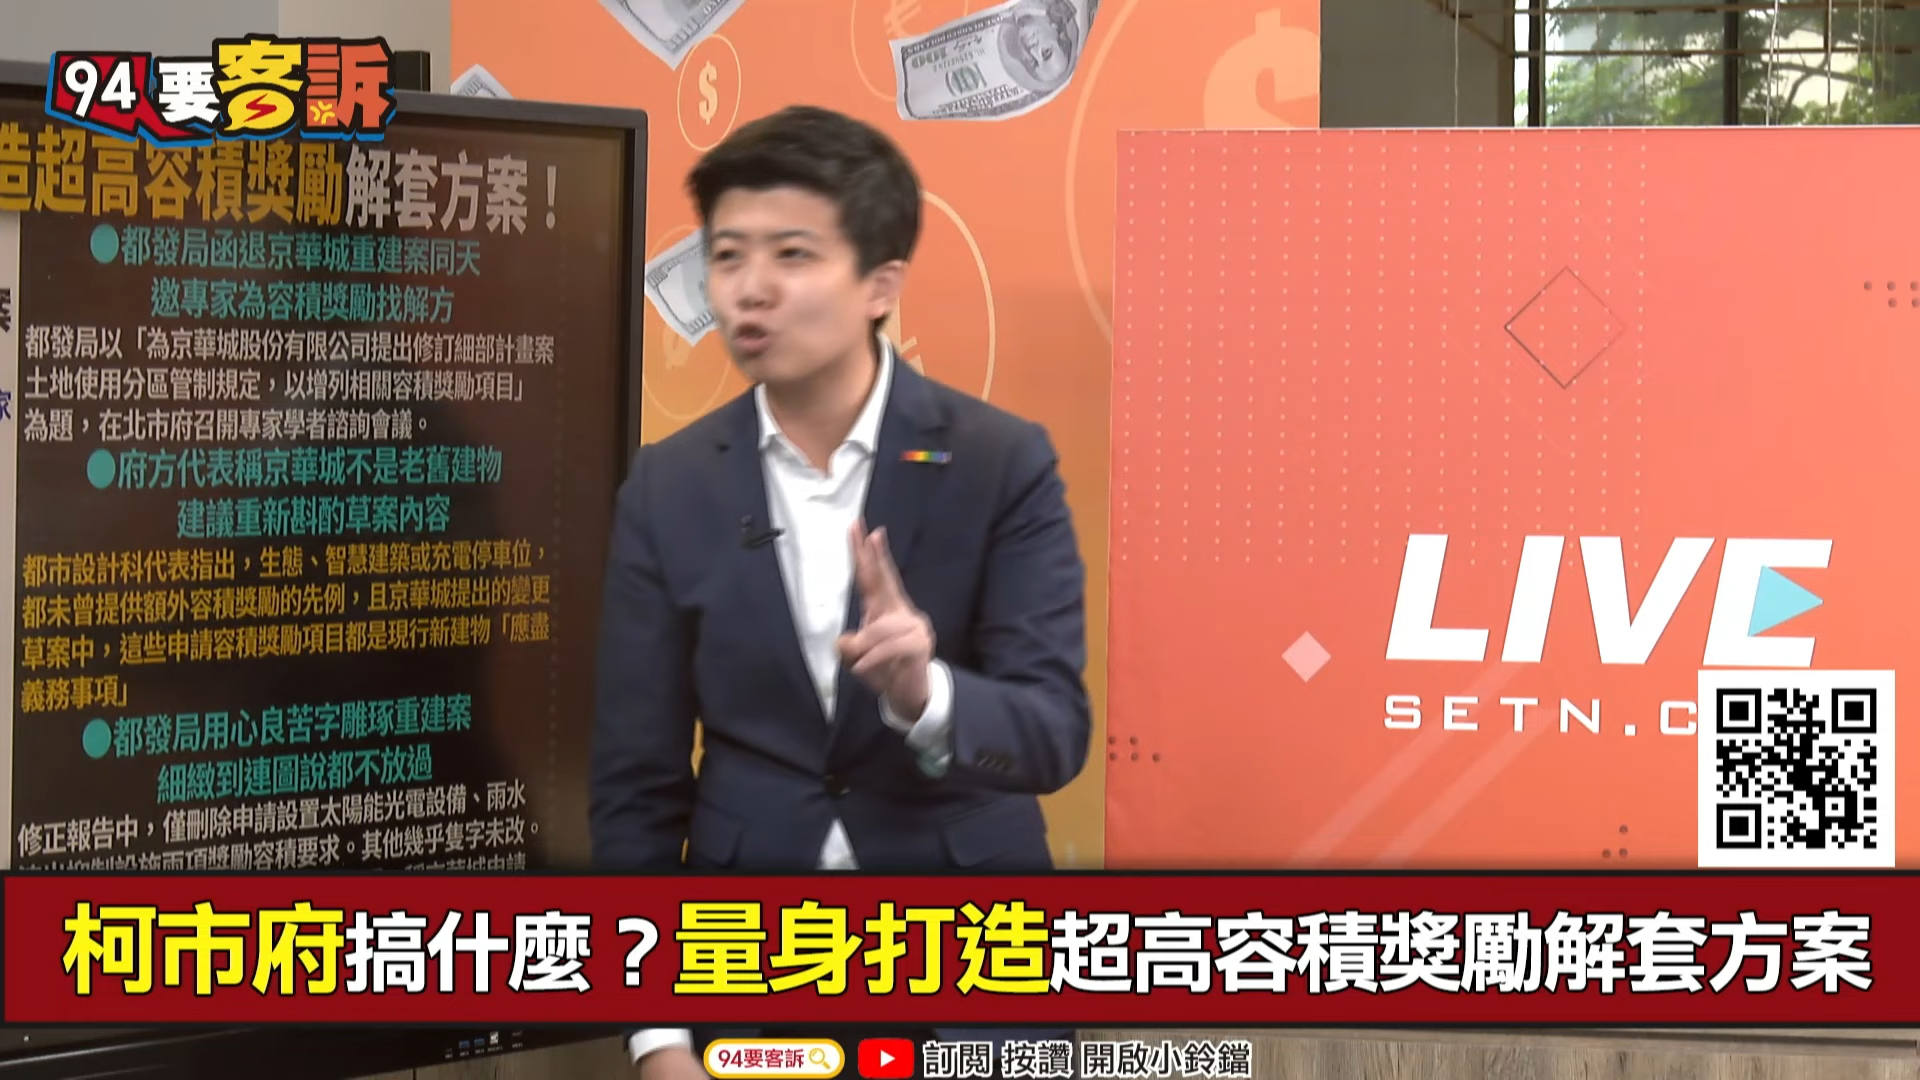 94要客訴
造超高容積獎勵解套方案！
●都發局函退京華城重建案同天
邀專家為容積獎勵找解方
都發局以「為京華城股份有限公司提出修訂細部計畫案
土地使用分區管制規定，以增列相關容積獎勵項目」
為題，在北市府召開專家學者諮詢會議。
●府方代表稱京華城不是老舊建物
建議重新斟酌草案內容
都市設計科代表指出，生態、智慧建築或充電停車位，
都未曾提供額外容積獎勵的先例，且京華城提出的變更
草案中，這些申請容積獎勵項目都是現行新建物「應盡
義務事項」
●都發局用心良苦字雕琢重建案
細緻到連圖說都不放過
修正報告中，僅刪除申請設置太陽能光電設備、雨水
流出抑制設施兩項獎勵容積要求。其他幾乎隻字未改。
LIVE
SETN.C
柯市府搞什麼？量身打造超高容積獎勵解套方案
94要客訴
訂閱 按讚 開啟小鈴鐺